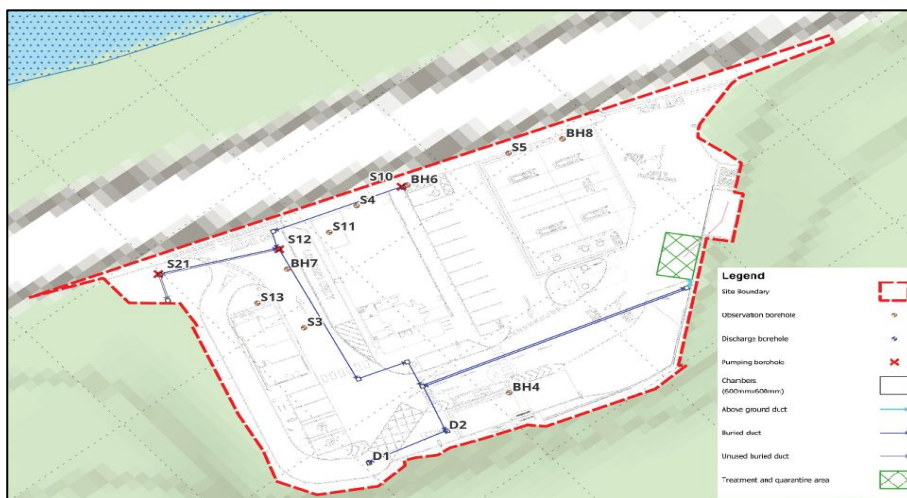 BH8
S5
S10
BH6
S4
S11
S12
S21
BH7
S13
S3
BH4
D2
D1
Legend
Site Boundary
Observation borehole
Discharge borehole
Pumping borehole
Chambers
(600mmx600mm)
Above ground duct
Buried duct
Unused buried duct
Treatment and quarantine area